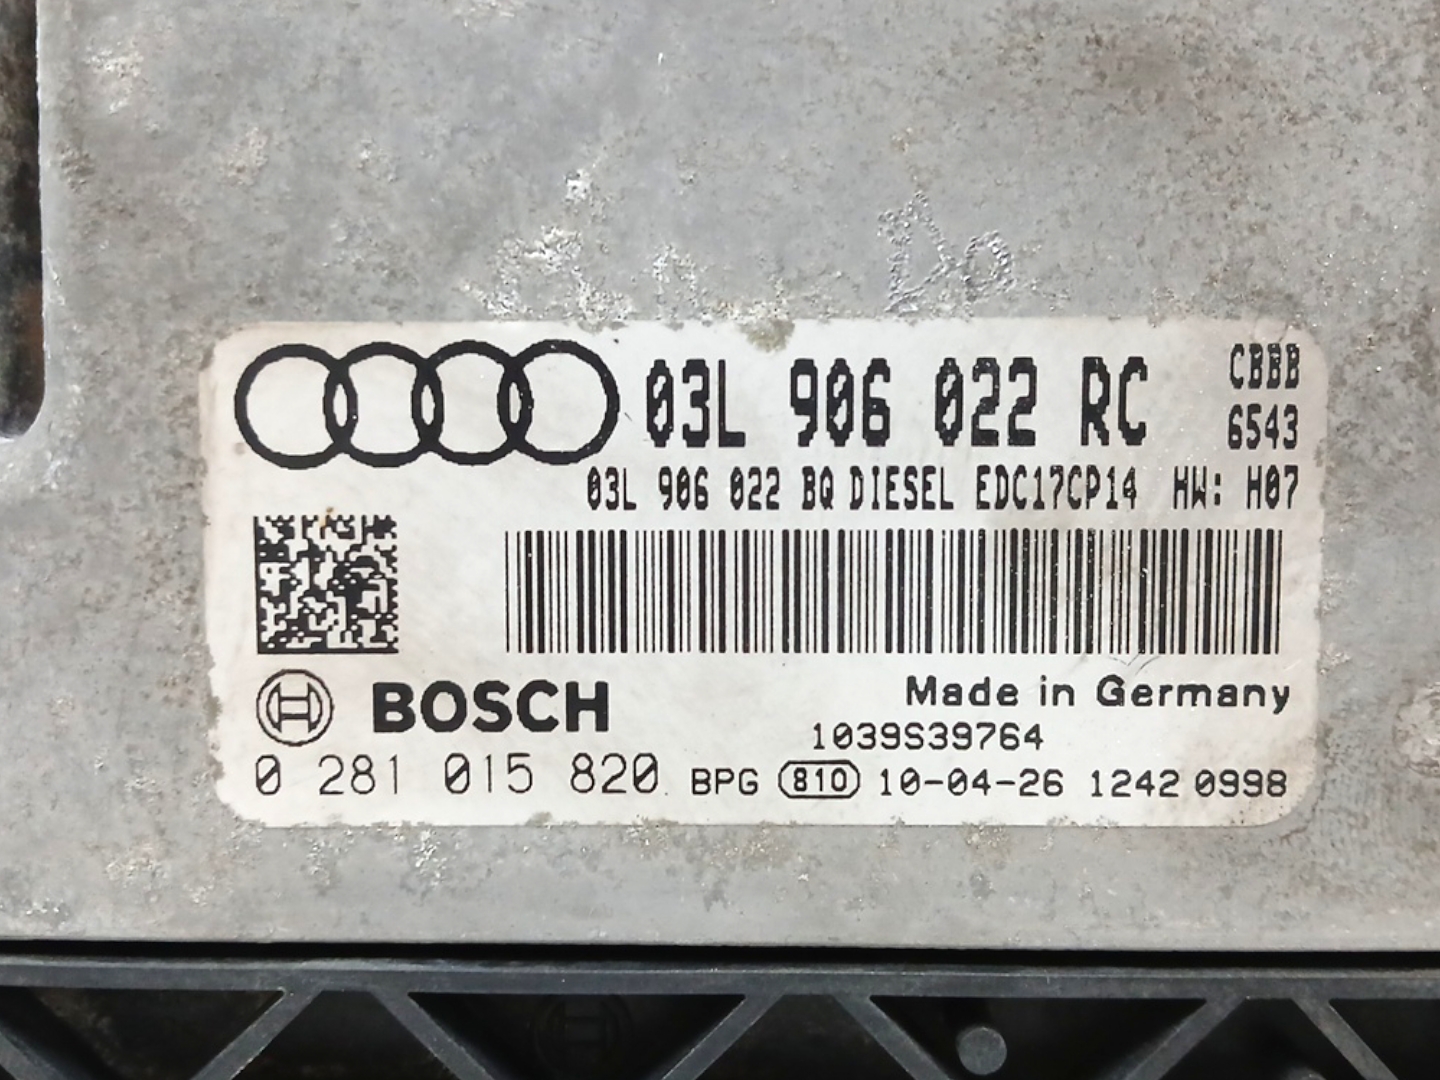 03L 906 022 RC CBBB
6543
03L 906 022 BQ DIESEL EDC17CP14 HW: H07
BOSCH
Made in Germany
1039S39764
0 281 015 820 BPG 810 10-04-26 1242 0998